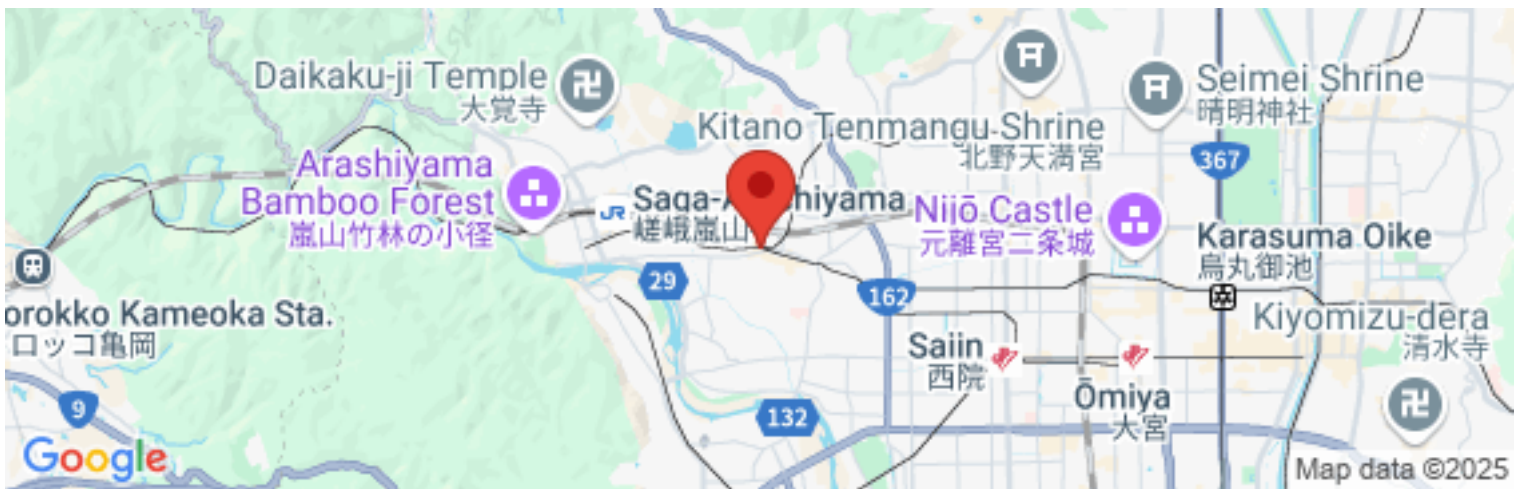 Daikaku-ji Temple
大覚寺
Seimei Shrine
晴明神社
Kitano Tenmangu Shrine
北野天満宮
367
Arashiyama
Bamboo Forest
嵐山竹林の小径
JR
嵯峨嵐山
Nijō Castle
元離宮二条城
Karasuma Oike
烏丸御池
29
162
orokko Kameoka Sta.
ロッコ亀岡
Kiyomizu-dera
清水寺
Saiin
西院
Ōmiya
大宮
9
132
Google
Map data ©2025